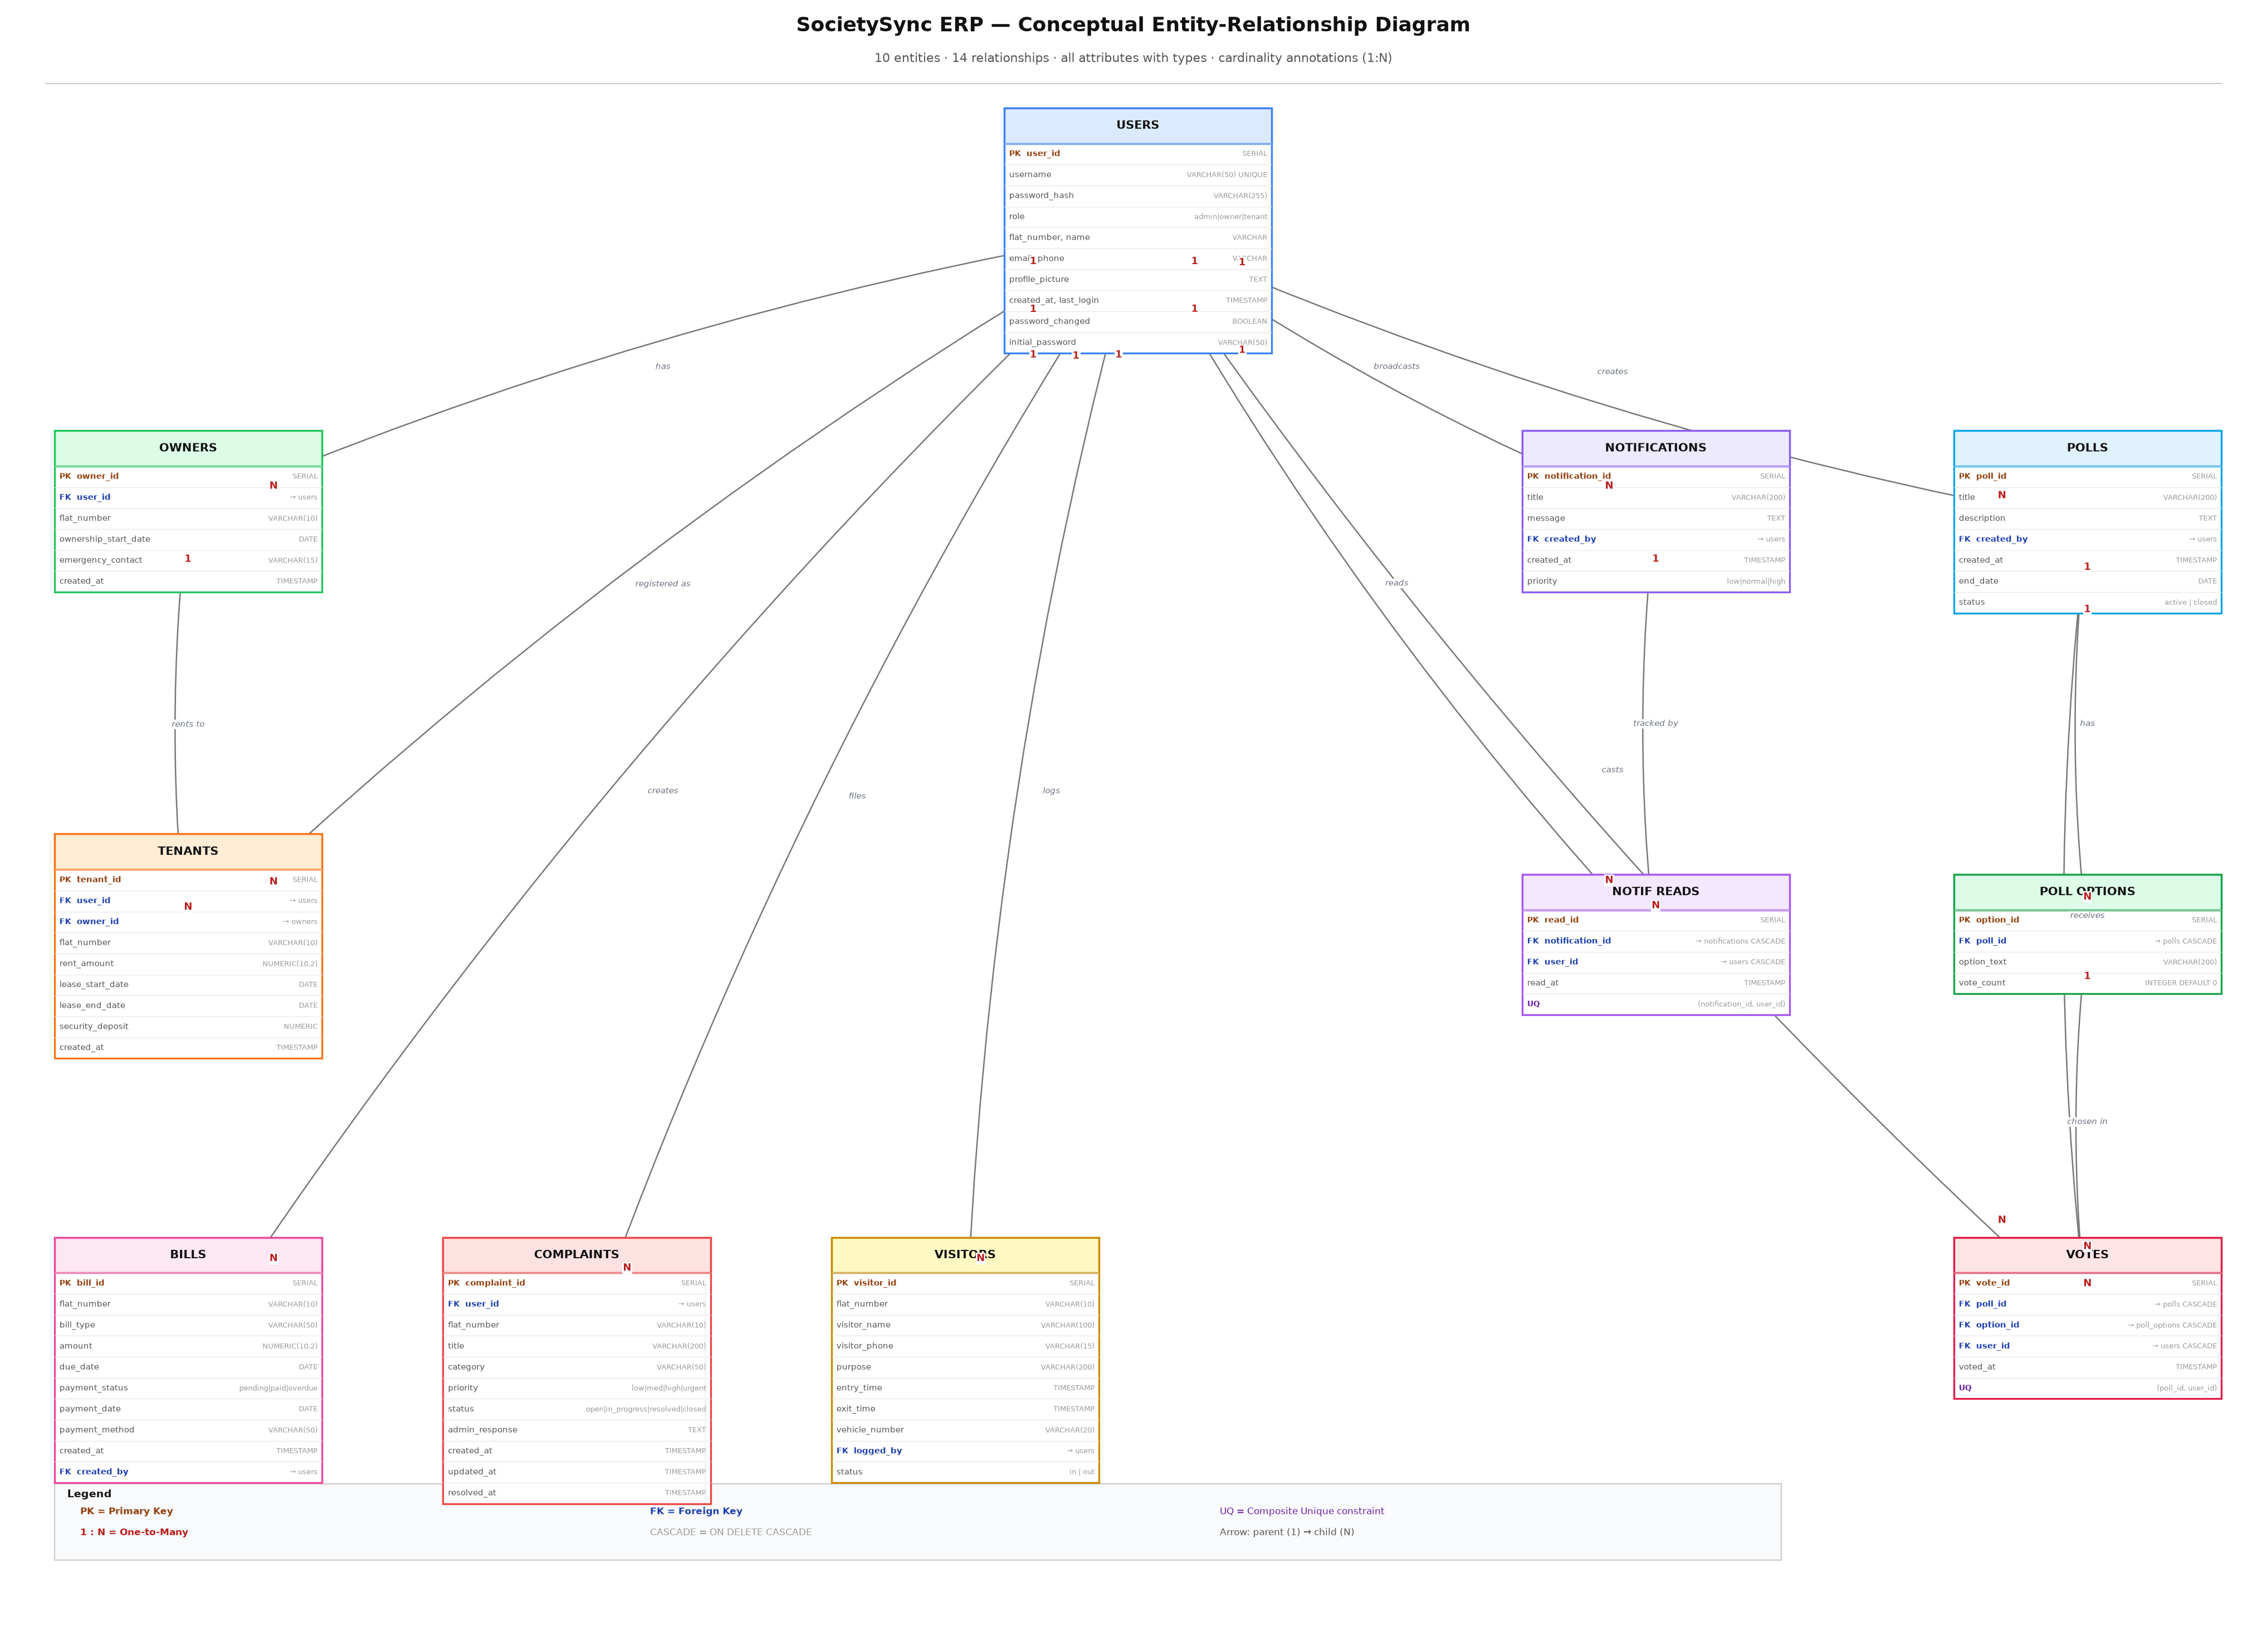 SocietySync ERP — Conceptual Entity-Relationship Diagram
10 entities · 14 relationships · all attributes with types · cardinality annotations (1:N)
USERS
PK user_id SERIAL
username VARCHAR(50) UNIQUE
password_hash VARCHAR(255)
role admin|owner|tenant
flat_number, name VARCHAR
email, phone VARCHAR
1 1 1
profile_picture TEXT
created_at, last_login TIMESTAMP
1 1
password_changed BOOLEAN
initial_password VARCHAR(50)
1 1 1 1
has
broadcasts
creates
OWNERS
PK owner_id SERIAL
N
FK user_id → users
flat_number VARCHAR(10)
ownership_start_date DATE
emergency_contact VARCHAR(15)
1
created_at TIMESTAMP
NOTIFICATIONS
PK notification_id SERIAL
N
title VARCHAR(200)
message TEXT
FK created_by → users
created_at TIMESTAMP
1
priority low|normal|high
POLLS
PK poll_id SERIAL
title VARCHAR(200)
N
description TEXT
FK created_by → users
created_at TIMESTAMP
1
end_date DATE
status active | closed
1
registered as
reads
rents to
tracked by
has
casts
creates
files
logs
TENANTS
PK tenant_id SERIAL
N
FK user_id → users
N
FK owner_id → owners
flat_number VARCHAR(10)
rent_amount NUMERIC(10,2)
lease_start_date DATE
lease_end_date DATE
security_deposit NUMERIC
created_at TIMESTAMP
N
NOTIF READS
N
PK read_id SERIAL
FK notification_id → notifications CASCADE
FK user_id → users CASCADE
read_at TIMESTAMP
UQ (notification_id, user_id)
POLL OPTIONS
N
receives
PK option_id SERIAL
FK poll_id → polls CASCADE
option_text VARCHAR(200)
1
vote_count INTEGER DEFAULT 0
chosen in
BILLS
N
PK bill_id SERIAL
flat_number VARCHAR(10)
bill_type VARCHAR(50)
amount NUMERIC(10,2)
due_date DATE
payment_status pending|paid|overdue
payment_date DATE
payment_method VARCHAR(50)
created_at TIMESTAMP
FK created_by → users
COMPLAINTS
N
PK complaint_id SERIAL
FK user_id → users
flat_number VARCHAR(10)
title VARCHAR(200)
category VARCHAR(50)
priority low|med|high|urgent
status open|in_progress|resolved|closed
admin_response TEXT
created_at TIMESTAMP
updated_at TIMESTAMP
resolved_at TIMESTAMP
VISITORS
N
PK visitor_id SERIAL
flat_number VARCHAR(10)
visitor_name VARCHAR(100)
visitor_phone VARCHAR(15)
purpose VARCHAR(200)
entry_time TIMESTAMP
exit_time TIMESTAMP
vehicle_number VARCHAR(20)
FK logged_by → users
status in | out
N
VOTES
N
PK vote_id SERIAL
N
FK poll_id → polls CASCADE
FK option_id → poll_options CASCADE
FK user_id → users CASCADE
voted_at TIMESTAMP
UQ (poll_id, user_id)
Legend
PK = Primary Key FK = Foreign Key UQ = Composite Unique constraint
1 : N = One-to-Many CASCADE = ON DELETE CASCADE Arrow: parent (1) → child (N)